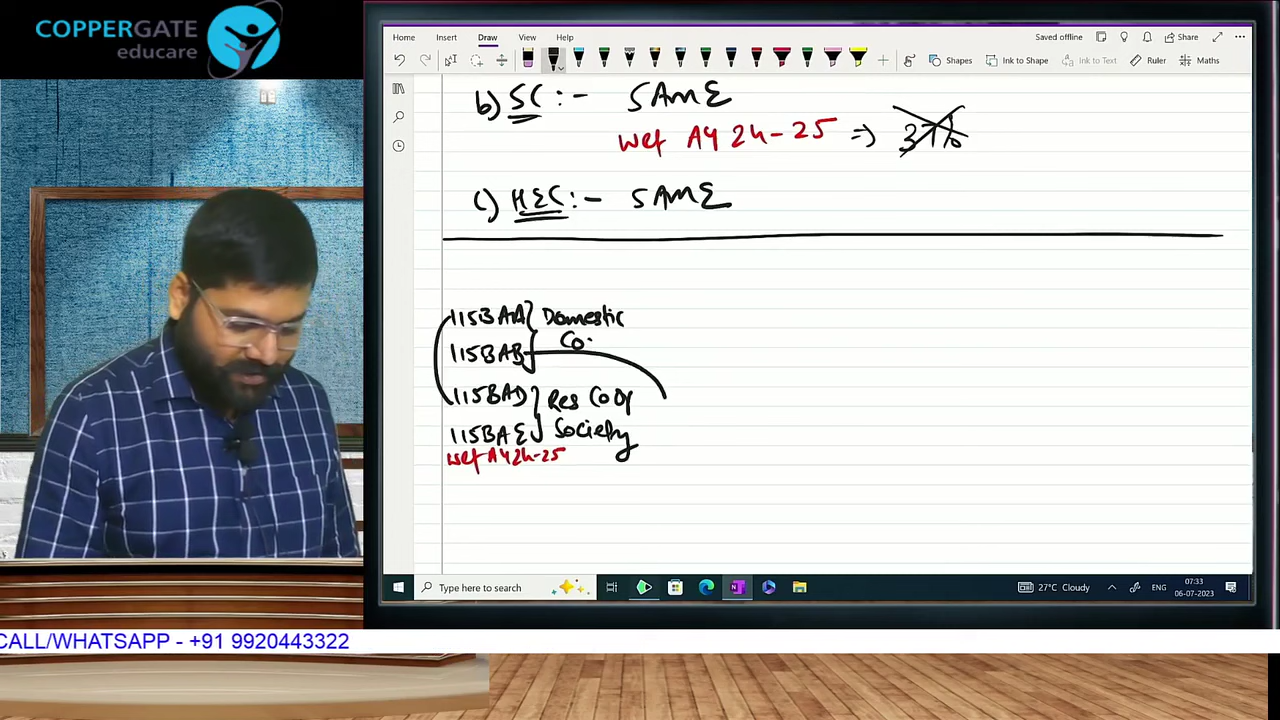 COPPERGATE
educare
Home Insert Draw View Help
Saved offline
Share
Shapes
Ink to Shape
Ink to Text
Ruler
Maths
b) SC :- SAME
wef AY 24-25 => 37%
c) HEC :- SAME
115BAA } Domestic
Co.
115BAB
115BAD } Res CoOp
115BAE Society
wef AY 24-25
Type here to search
27°C Cloudy
ENG
07:33
06-07-2023
CALL/WHATSAPP - +91 9920443322